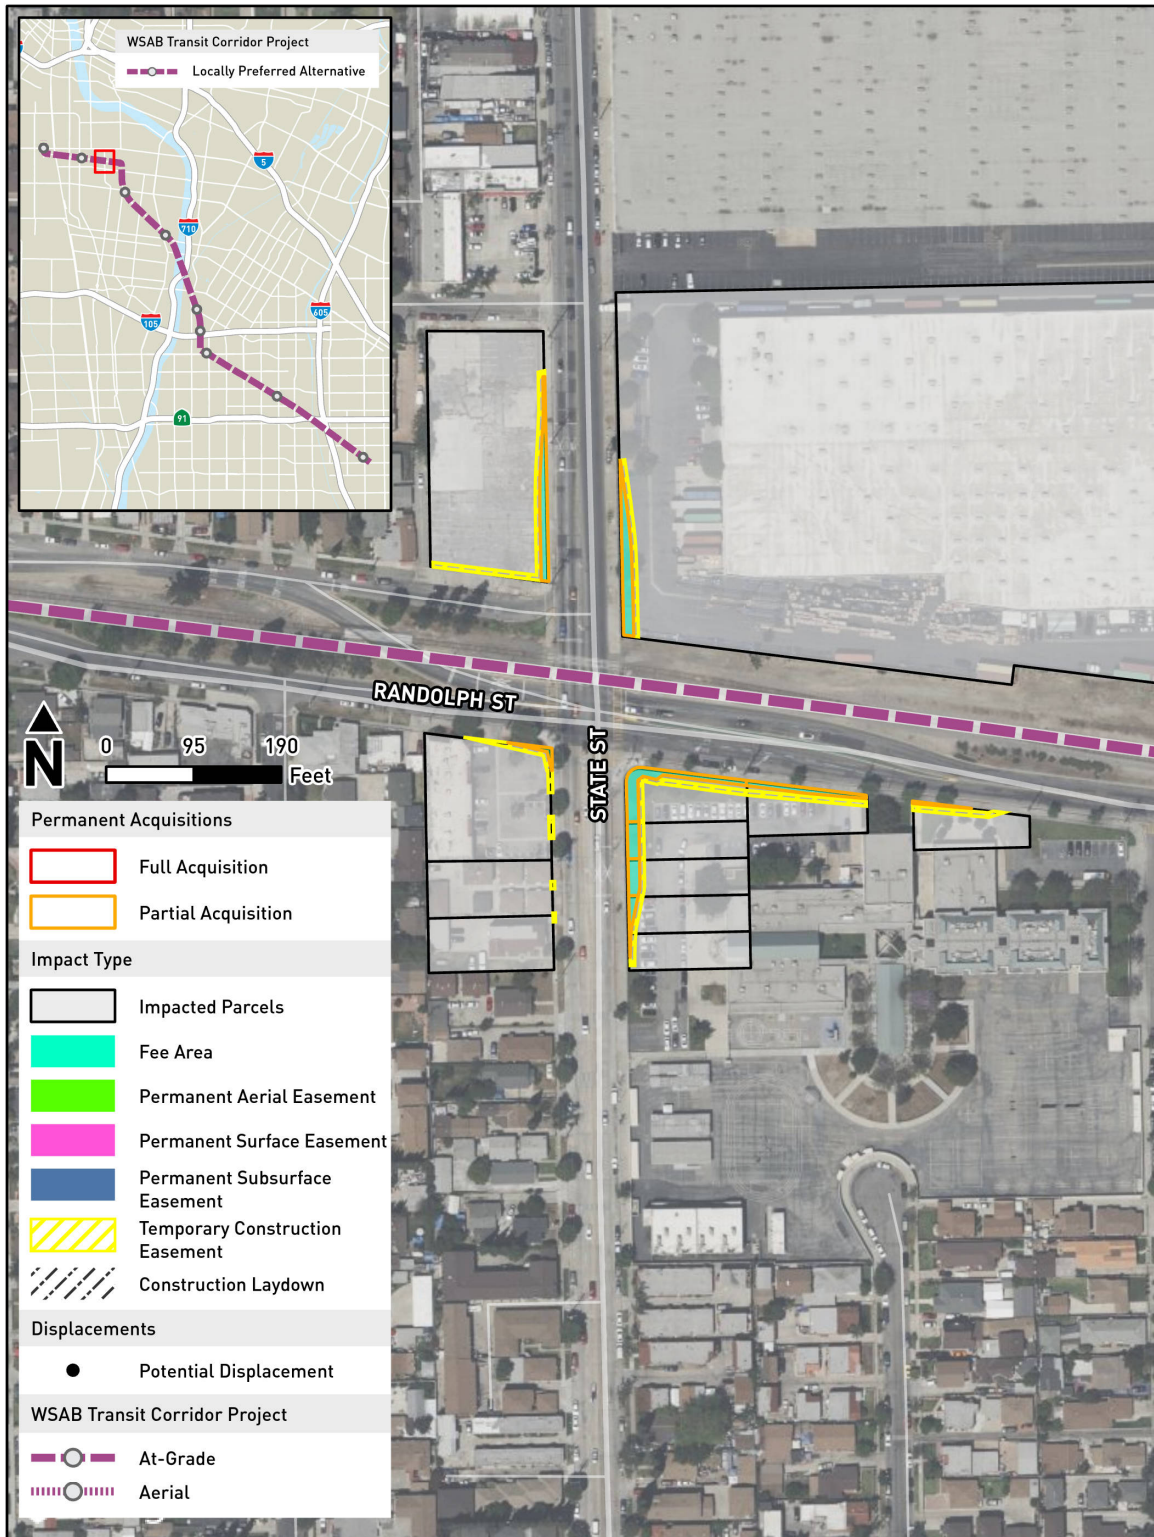 WSAB Transit Corridor Project
Locally Preferred Alternative
5
710
105
605
91
RANDOLPH ST
STATE ST
N
0 95 190
Feet
Permanent Acquisitions
Full Acquisition
Partial Acquisition
Impact Type
Impacted Parcels
Fee Area
Permanent Aerial Easement
Permanent Surface Easement
Permanent Subsurface
Easement
Temporary Construction
Easement
Construction Laydown
Displacements
Potential Displacement
WSAB Transit Corridor Project
At-Grade
Aerial